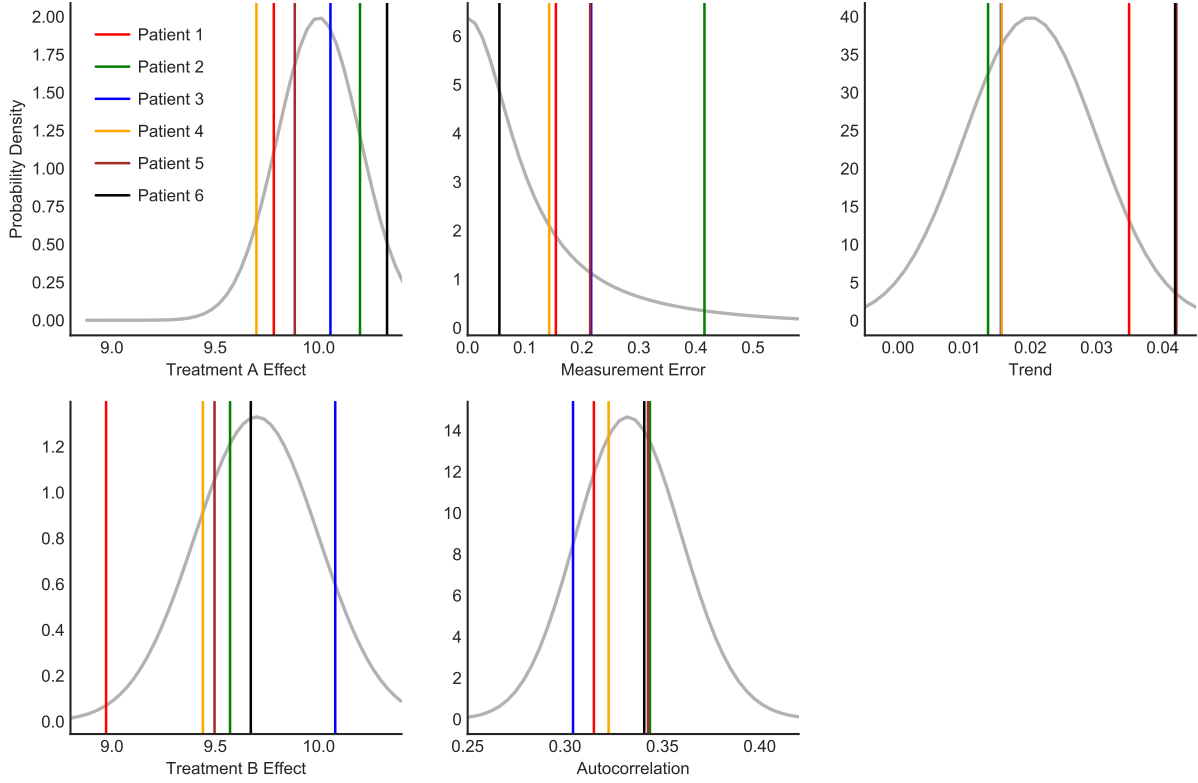 2.00
1.75
1.50
1.25
1.00
0.75
0.50
0.25
0.00
Probability Density
Patient 1
Patient 2
Patient 3
Patient 4
Patient 5
Patient 6
9.0 9.5 10.0
Treatment A Effect
6
5
4
3
2
1
0
0.0 0.1 0.2 0.3 0.4 0.5
Measurement Error
40
35
30
25
20
15
10
5
0
0.00 0.01 0.02 0.03 0.04
Trend
1.2
1.0
0.8
0.6
0.4
0.2
0.0
9.0 9.5 10.0
Treatment B Effect
14
12
10
8
6
4
2
0
0.25 0.30 0.35 0.40
Autocorrelation